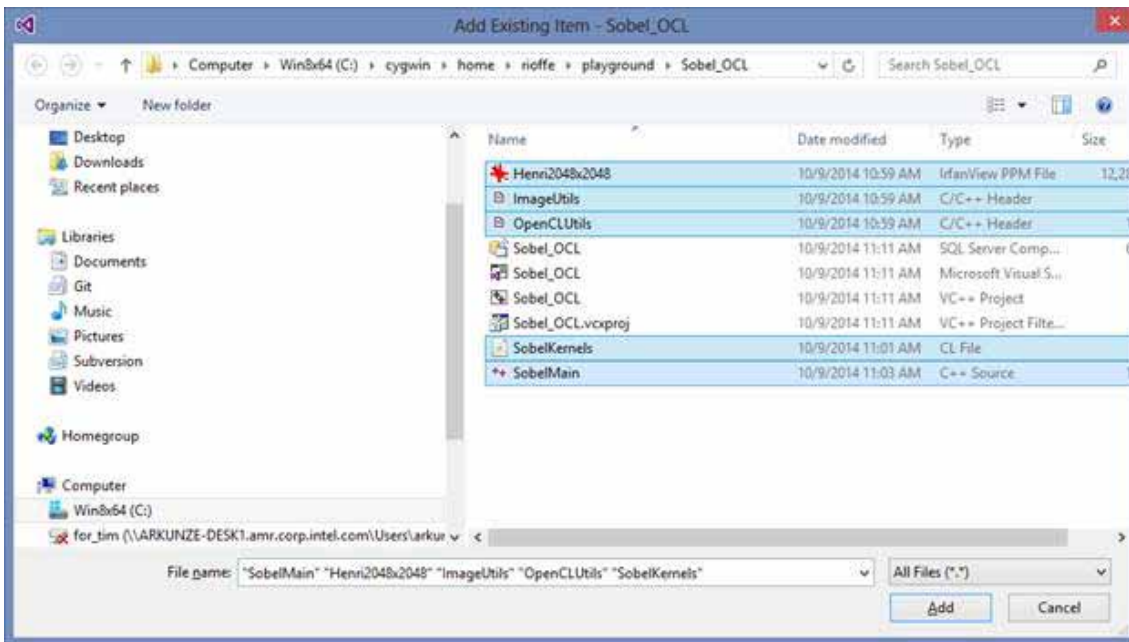 Add Existing Item - Sobel_OCL
Computer Win8x64 (C:) cygwin home rioffe playground Sobel_OCL Search Sobel_OCL
Organize New folder
Desktop
Downloads
Recent places
Libraries
Documents
Git
Music
Pictures
Subversion
Videos
Homegroup
Computer
Win8x64 (C:)
for_tim (\\ARKUNZE-DESK1.amr.corp.intel.com\Users\arkur
Name Date modified Type Size
Henri2048x2048 10/9/2014 10:59 AM IrfanView PPM File 12,28
ImageUtils 10/9/2014 10:59 AM C/C++ Header
OpenCLUtils 10/9/2014 10:59 AM C/C++ Header 1
Sobel_OCL 10/9/2014 11:11 AM SQL Server Comp...
Sobel_OCL 10/9/2014 11:11 AM Microsoft Visual S...
Sobel_OCL 10/9/2014 11:11 AM VC++ Project
Sobel_OCL.vcxproj 10/9/2014 11:11 AM VC++ Project Filte...
SobelKernels 10/9/2014 11:01 AM CL File
SobelMain 10/9/2014 11:03 AM C++ Source 1
File name: "SobelMain" "Henri2048x2048" "ImageUtils" "OpenCLUtils" "SobelKernels" All Files (*.*)
Add Cancel